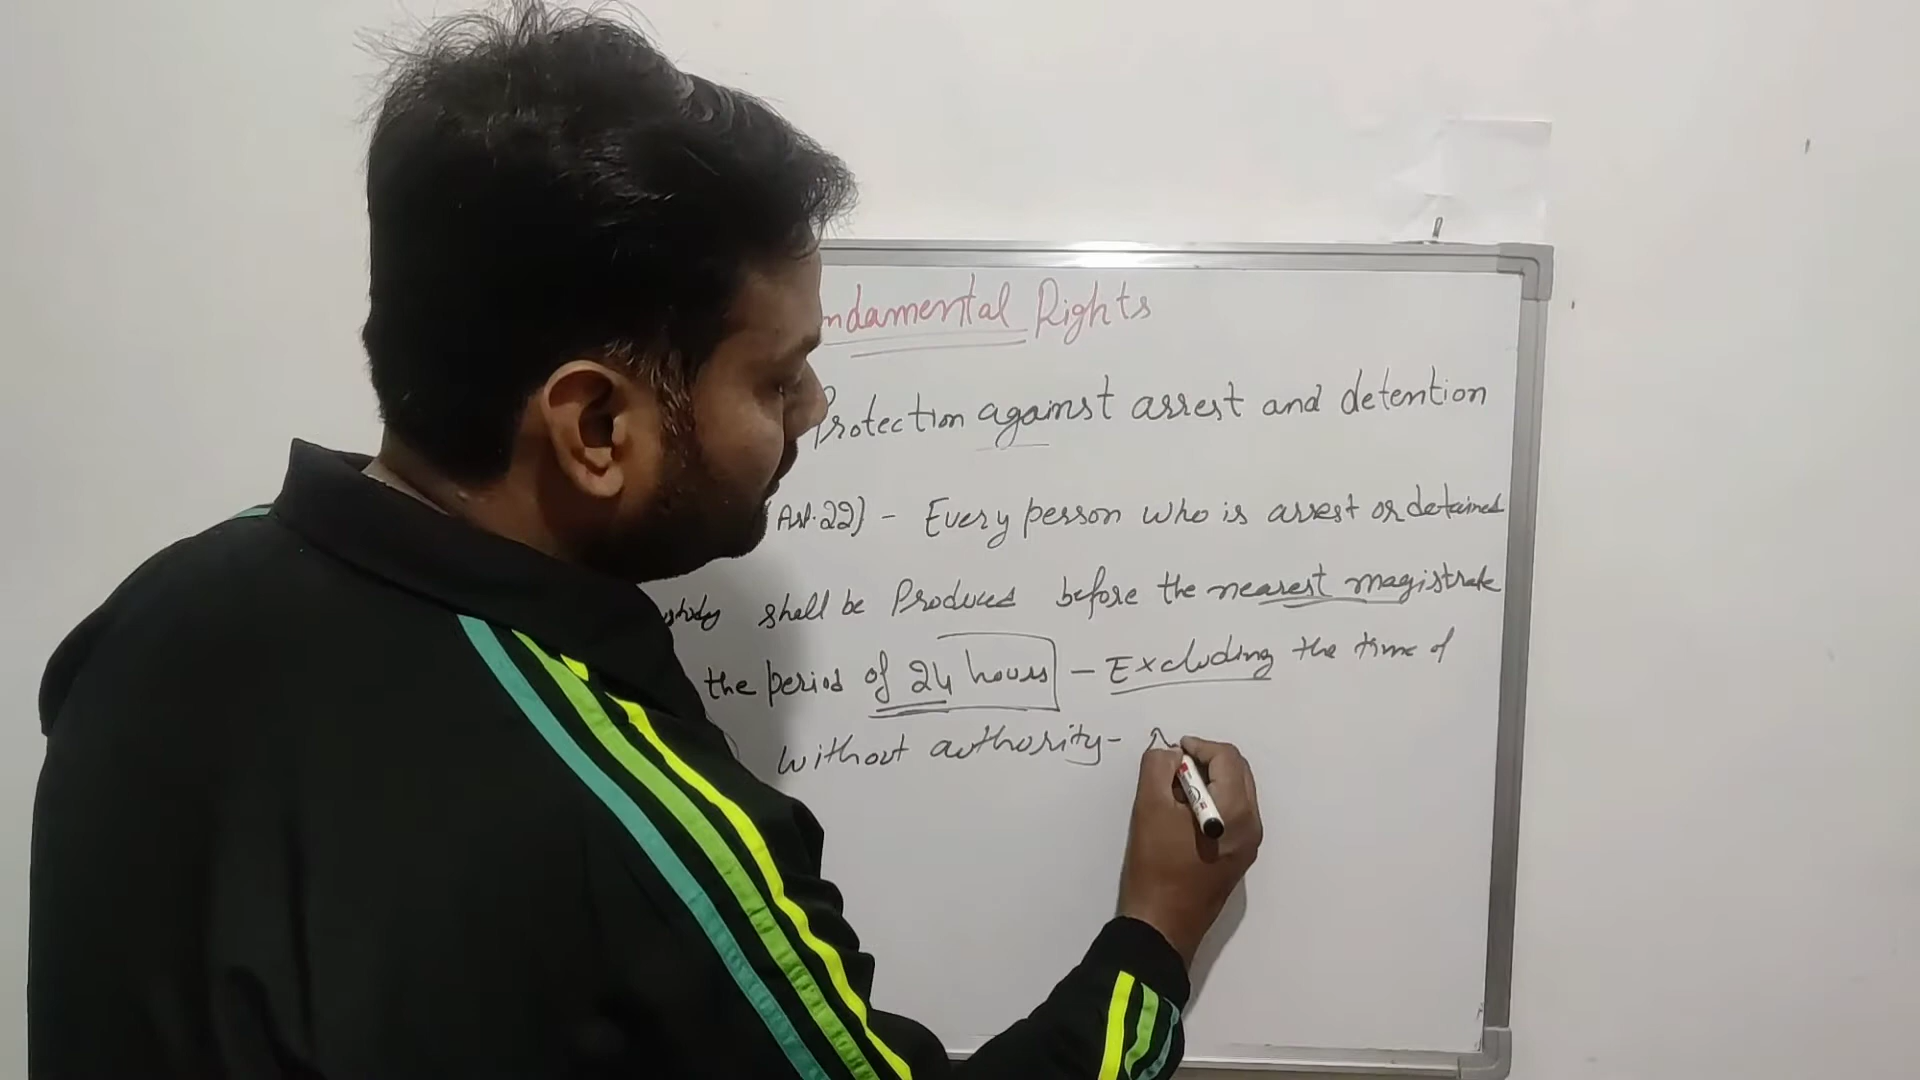 ndamental Rights
Protection against arrest and detention
(Art.22) - Every person who is arrest or detained
shall be Produced before the nearest magistrate
the period of 24 hours - Excluding the time of
without authority-